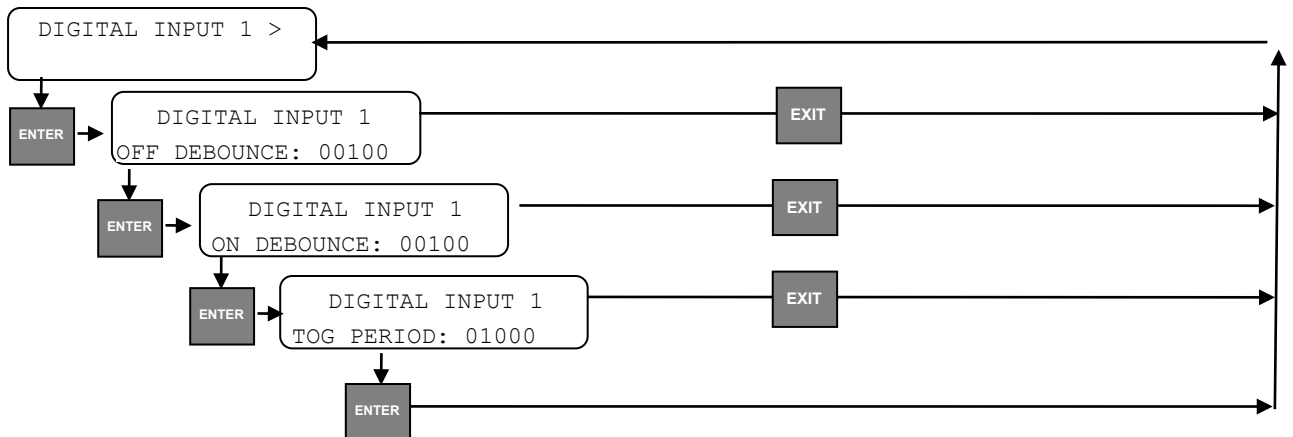 DIGITAL INPUT 1 >
ENTER
DIGITAL INPUT 1
OFF DEBOUNCE: 00100
EXIT
ENTER
DIGITAL INPUT 1
ON DEBOUNCE: 00100
EXIT
ENTER
DIGITAL INPUT 1
TOG PERIOD: 01000
EXIT
ENTER